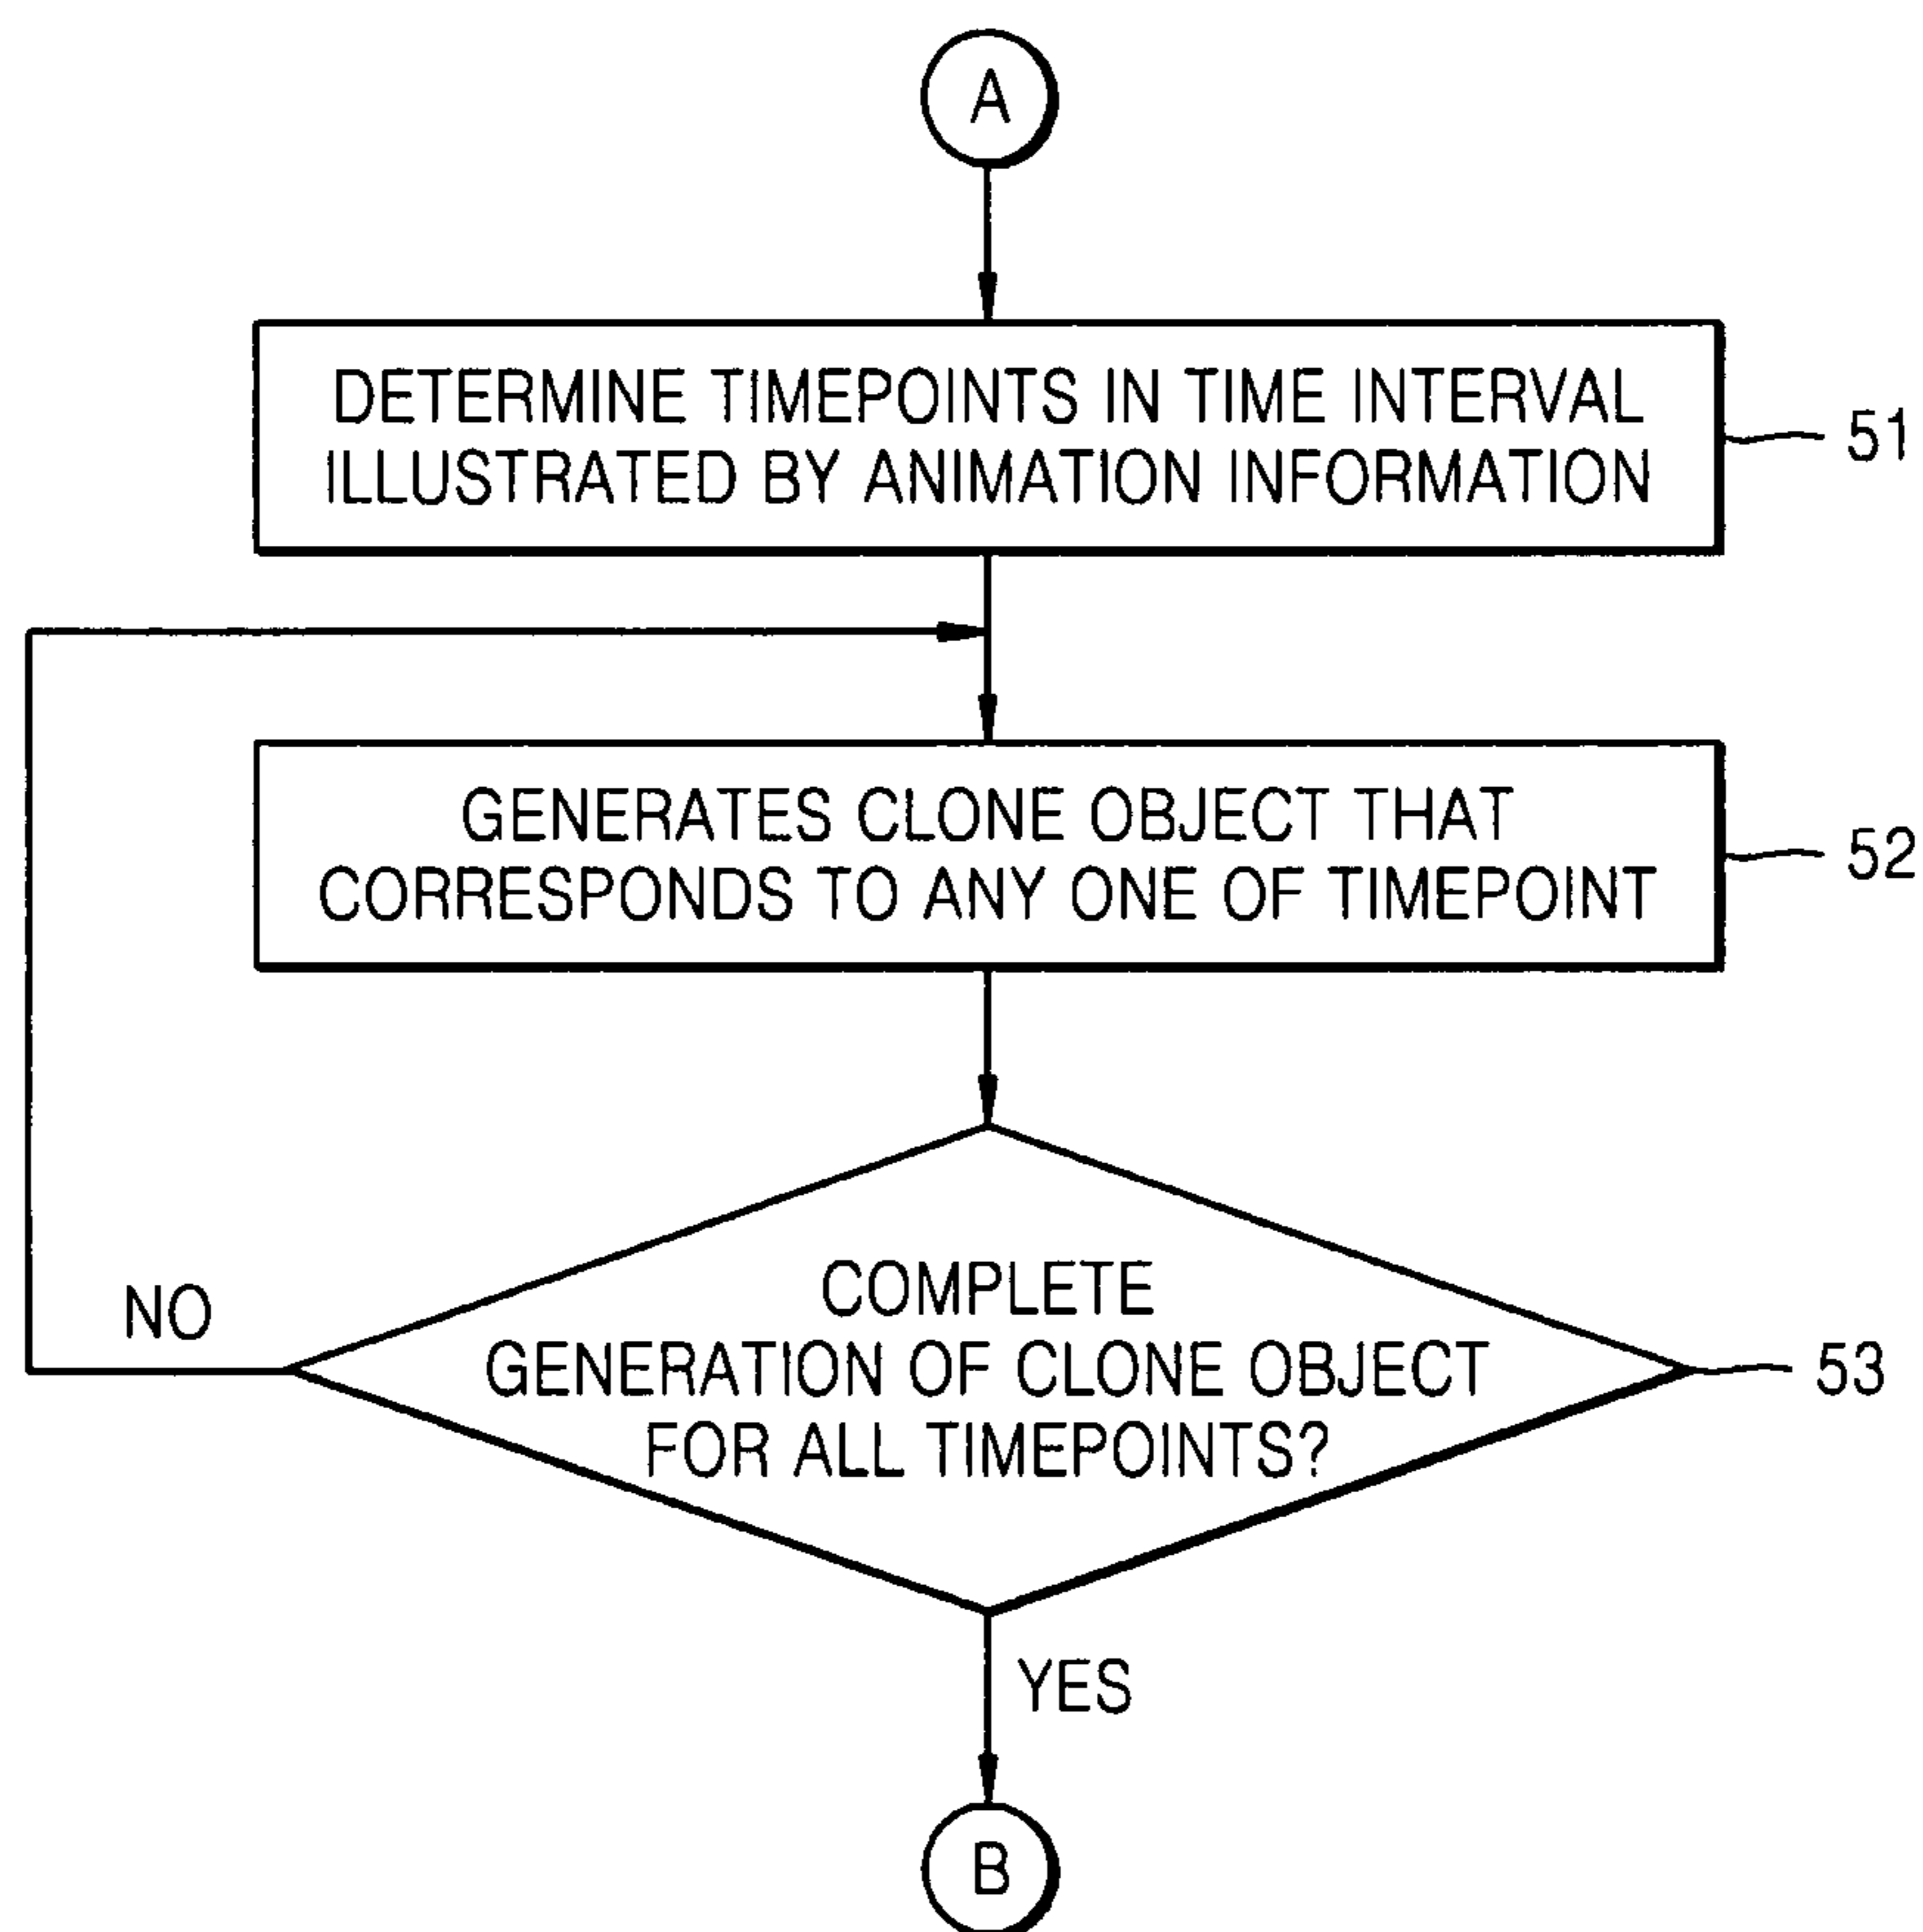 A
DETERMINE TIMEPOINTS IN TIME INTERVAL
ILLUSTRATED BY ANIMATION INFORMATION
51
GENERATES CLONE OBJECT THAT
CORRESPONDS TO ANY ONE OF TIMEPOINT
52
COMPLETE
GENERATION OF CLONE OBJECT
FOR ALL TIMEPOINTS?
53
NO
YES
B